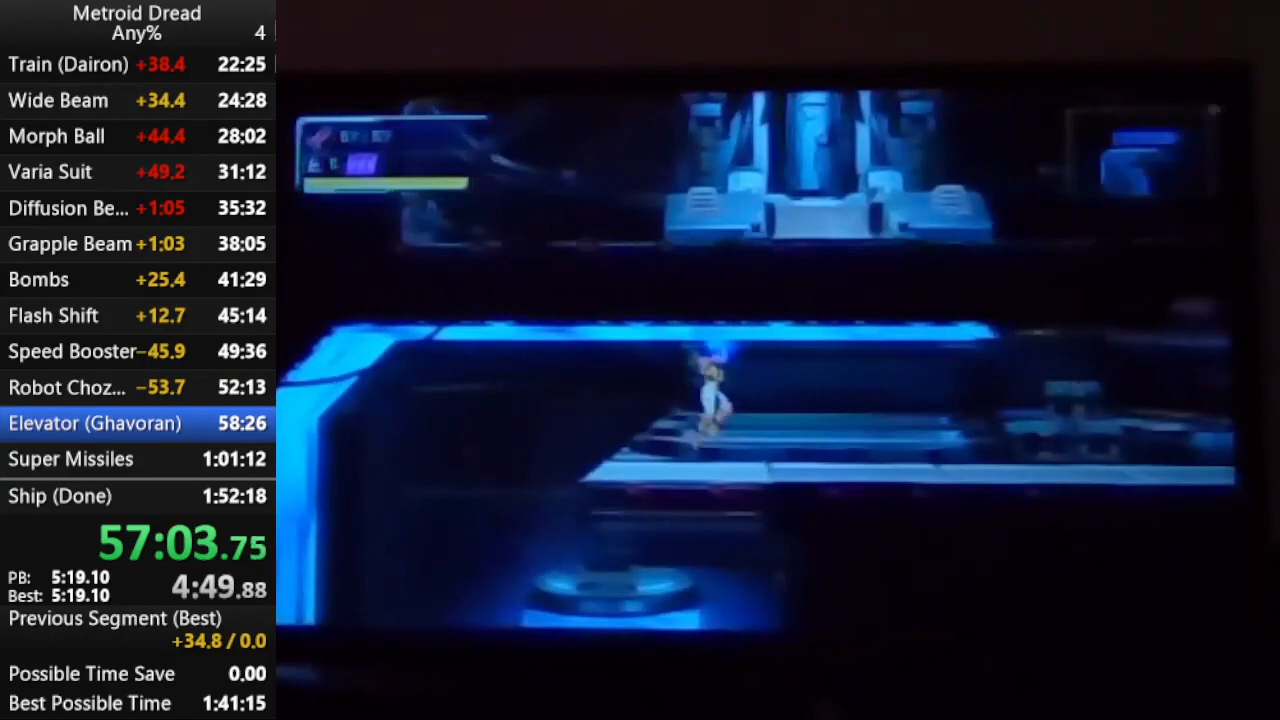 Metroid Dread
Any%
4
Train (Dairon) +38.4 22:25
Wide Beam +34.4 24:28
Morph Ball +44.4 28:02
Varia Suit +49.2 31:12
Diffusion Be... +1:05 35:32
Grapple Beam +1:03 38:05
Bombs +25.4 41:29
Flash Shift +12.7 45:14
Speed Booster −45.9 49:36
Robot Choz... −53.7 52:13
Elevator (Ghavoran) 58:26
Super Missiles 1:01:12
Ship (Done) 1:52:18
57:03.75
PB: 5:19.10
Best: 5:19.10
4:49.88
Previous Segment (Best)
+34.8 / 0.0
Possible Time Save 0.00
Best Possible Time 1:41:15